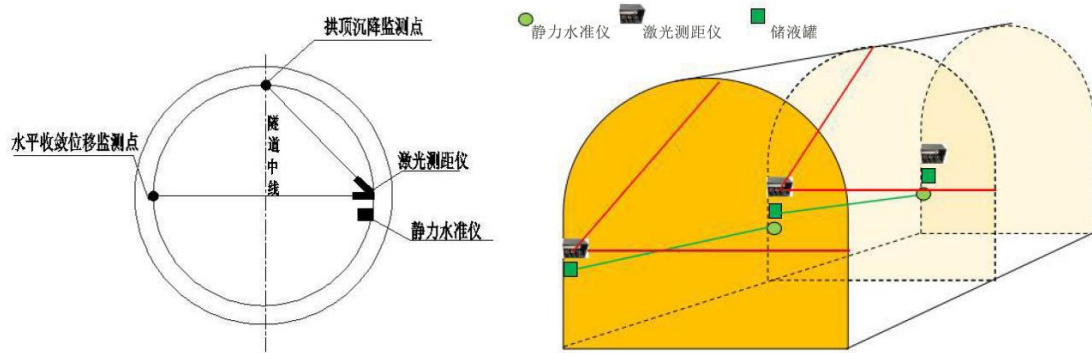 拱顶沉降监测点
水平收敛位移监测点
隧道中线
激光测距仪
静力水准仪
静力水准仪
激光测距仪
储液罐